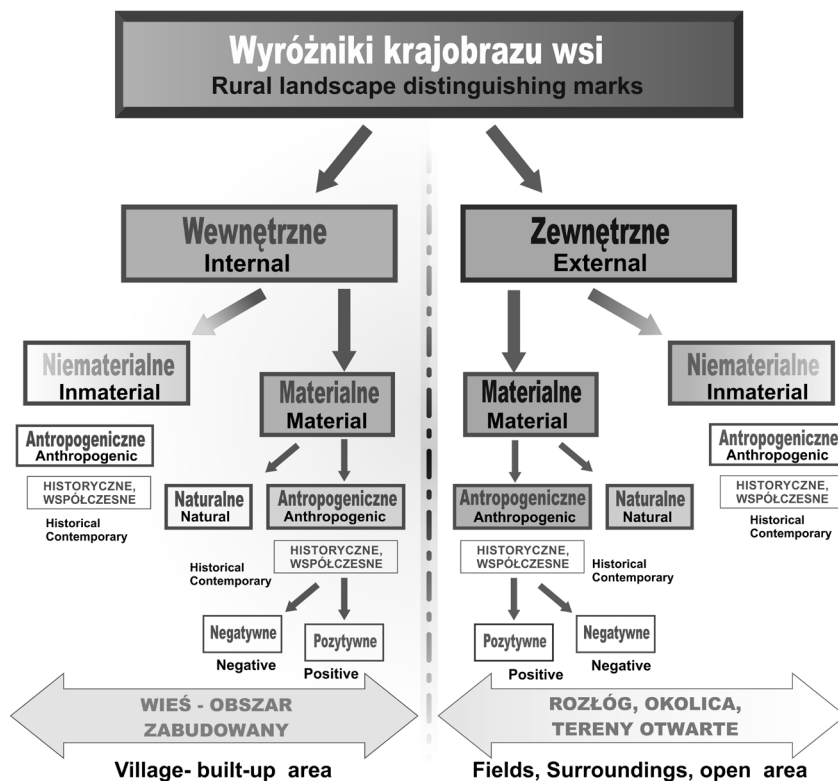 Wyróżniki krajobrazu wsi
Rural landscape distinguishing marks
Wewnętrzne
Internal
Zewnętrzne
External
Niematerialne
Inmaterial
Materialne
Material
Materialne
Material
Niematerialne
Inmaterial
Antropogeniczne
Anthropogenic
HISTORYCZNE,
WSPÓŁCZESNE
Historical
Contemporary
Naturalne
Natural
Antropogeniczne
Anthropogenic
HISTORYCZNE,
WSPÓŁCZESNE
Historical
Contemporary
Negatywne
Negative
Pozytywne
Positive
Antropogeniczne
Anthropogenic
Naturalne
Natural
HISTORYCZNE,
WSPÓŁCZESNE
Historical
Contemporary
Pozytywne
Positive
Negatywne
Negative
Antropogeniczne
Anthropogenic
HISTORYCZNE,
WSPÓŁCZESNE
Historical
Contemporary
WIEŚ - OBSZAR
ZABUDOWANY
Village- built-up area
ROZŁÓG, OKOLICA,
TERENY OTWARTE
Fields, Surroundings, open area